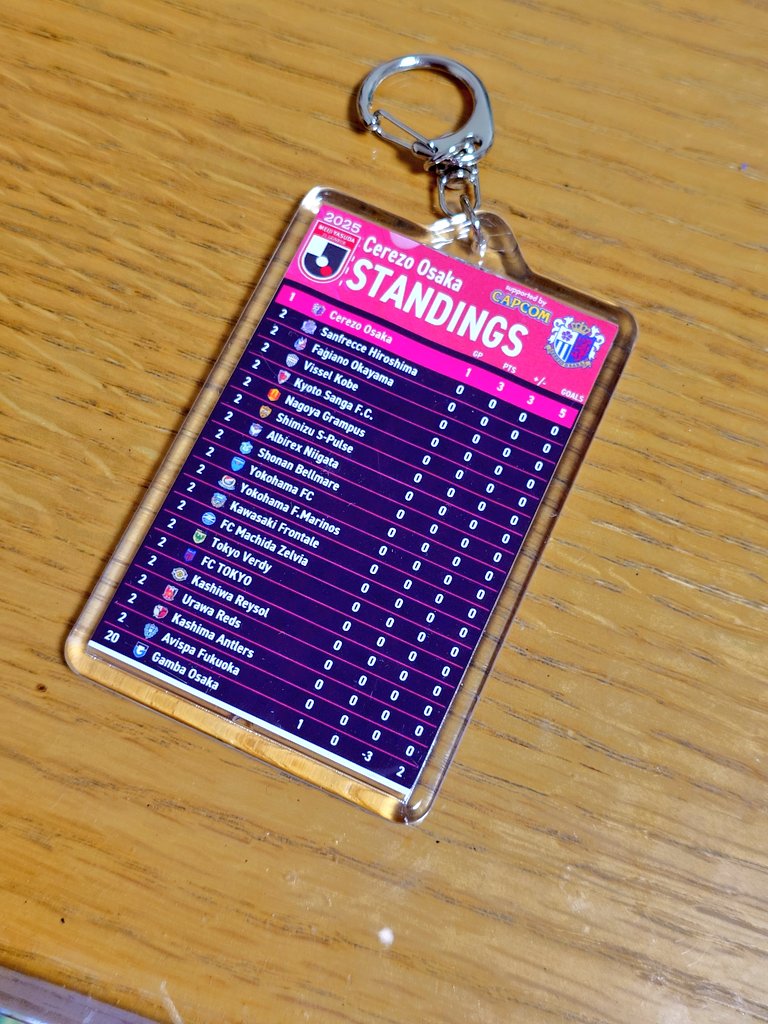 2025
MEIJI YASUDA
Cerezo Osaka
STANDINGS
supported by
CAPCOM
GP PTS +/- GOALS
1 Cerezo Osaka 1 3 3 5
2 Sanfrecce Hiroshima 0 0 0 0
2 Fagiano Okayama 0 0 0 0
2 Vissel Kobe 0 0 0 0
2 Kyoto Sanga F.C. 0 0 0 0
2 Nagoya Grampus 0 0 0 0
2 Shimizu S-Pulse 0 0 0 0
2 Albirex Niigata 0 0 0 0
2 Shonan Bellmare 0 0 0 0
2 Yokohama FC 0 0 0 0
2 Yokohama F.Marinos 0 0 0 0
2 Kawasaki Frontale 0 0 0 0
2 FC Machida Zelvia 0 0 0 0
2 Tokyo Verdy 0 0 0 0
2 FC TOKYO 0 0 0 0
2 Kashiwa Reysol 0 0 0 0
2 Urawa Reds 0 0 0 0
2 Kashima Antlers 0 0 0 0
2 Avispa Fukuoka 0 0 0 0
20 Gamba Osaka 1 0 -3 2